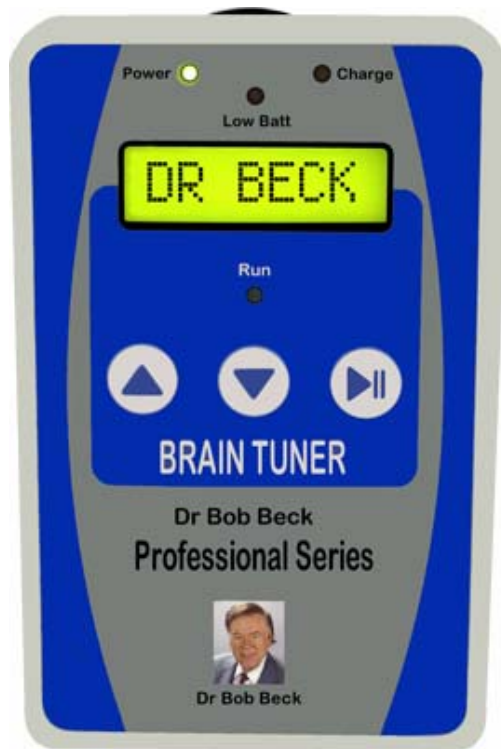 Power
Charge
Low Batt
DR BECK
Run
BRAIN TUNER
Dr Bob Beck
Professional Series
Dr Bob Beck